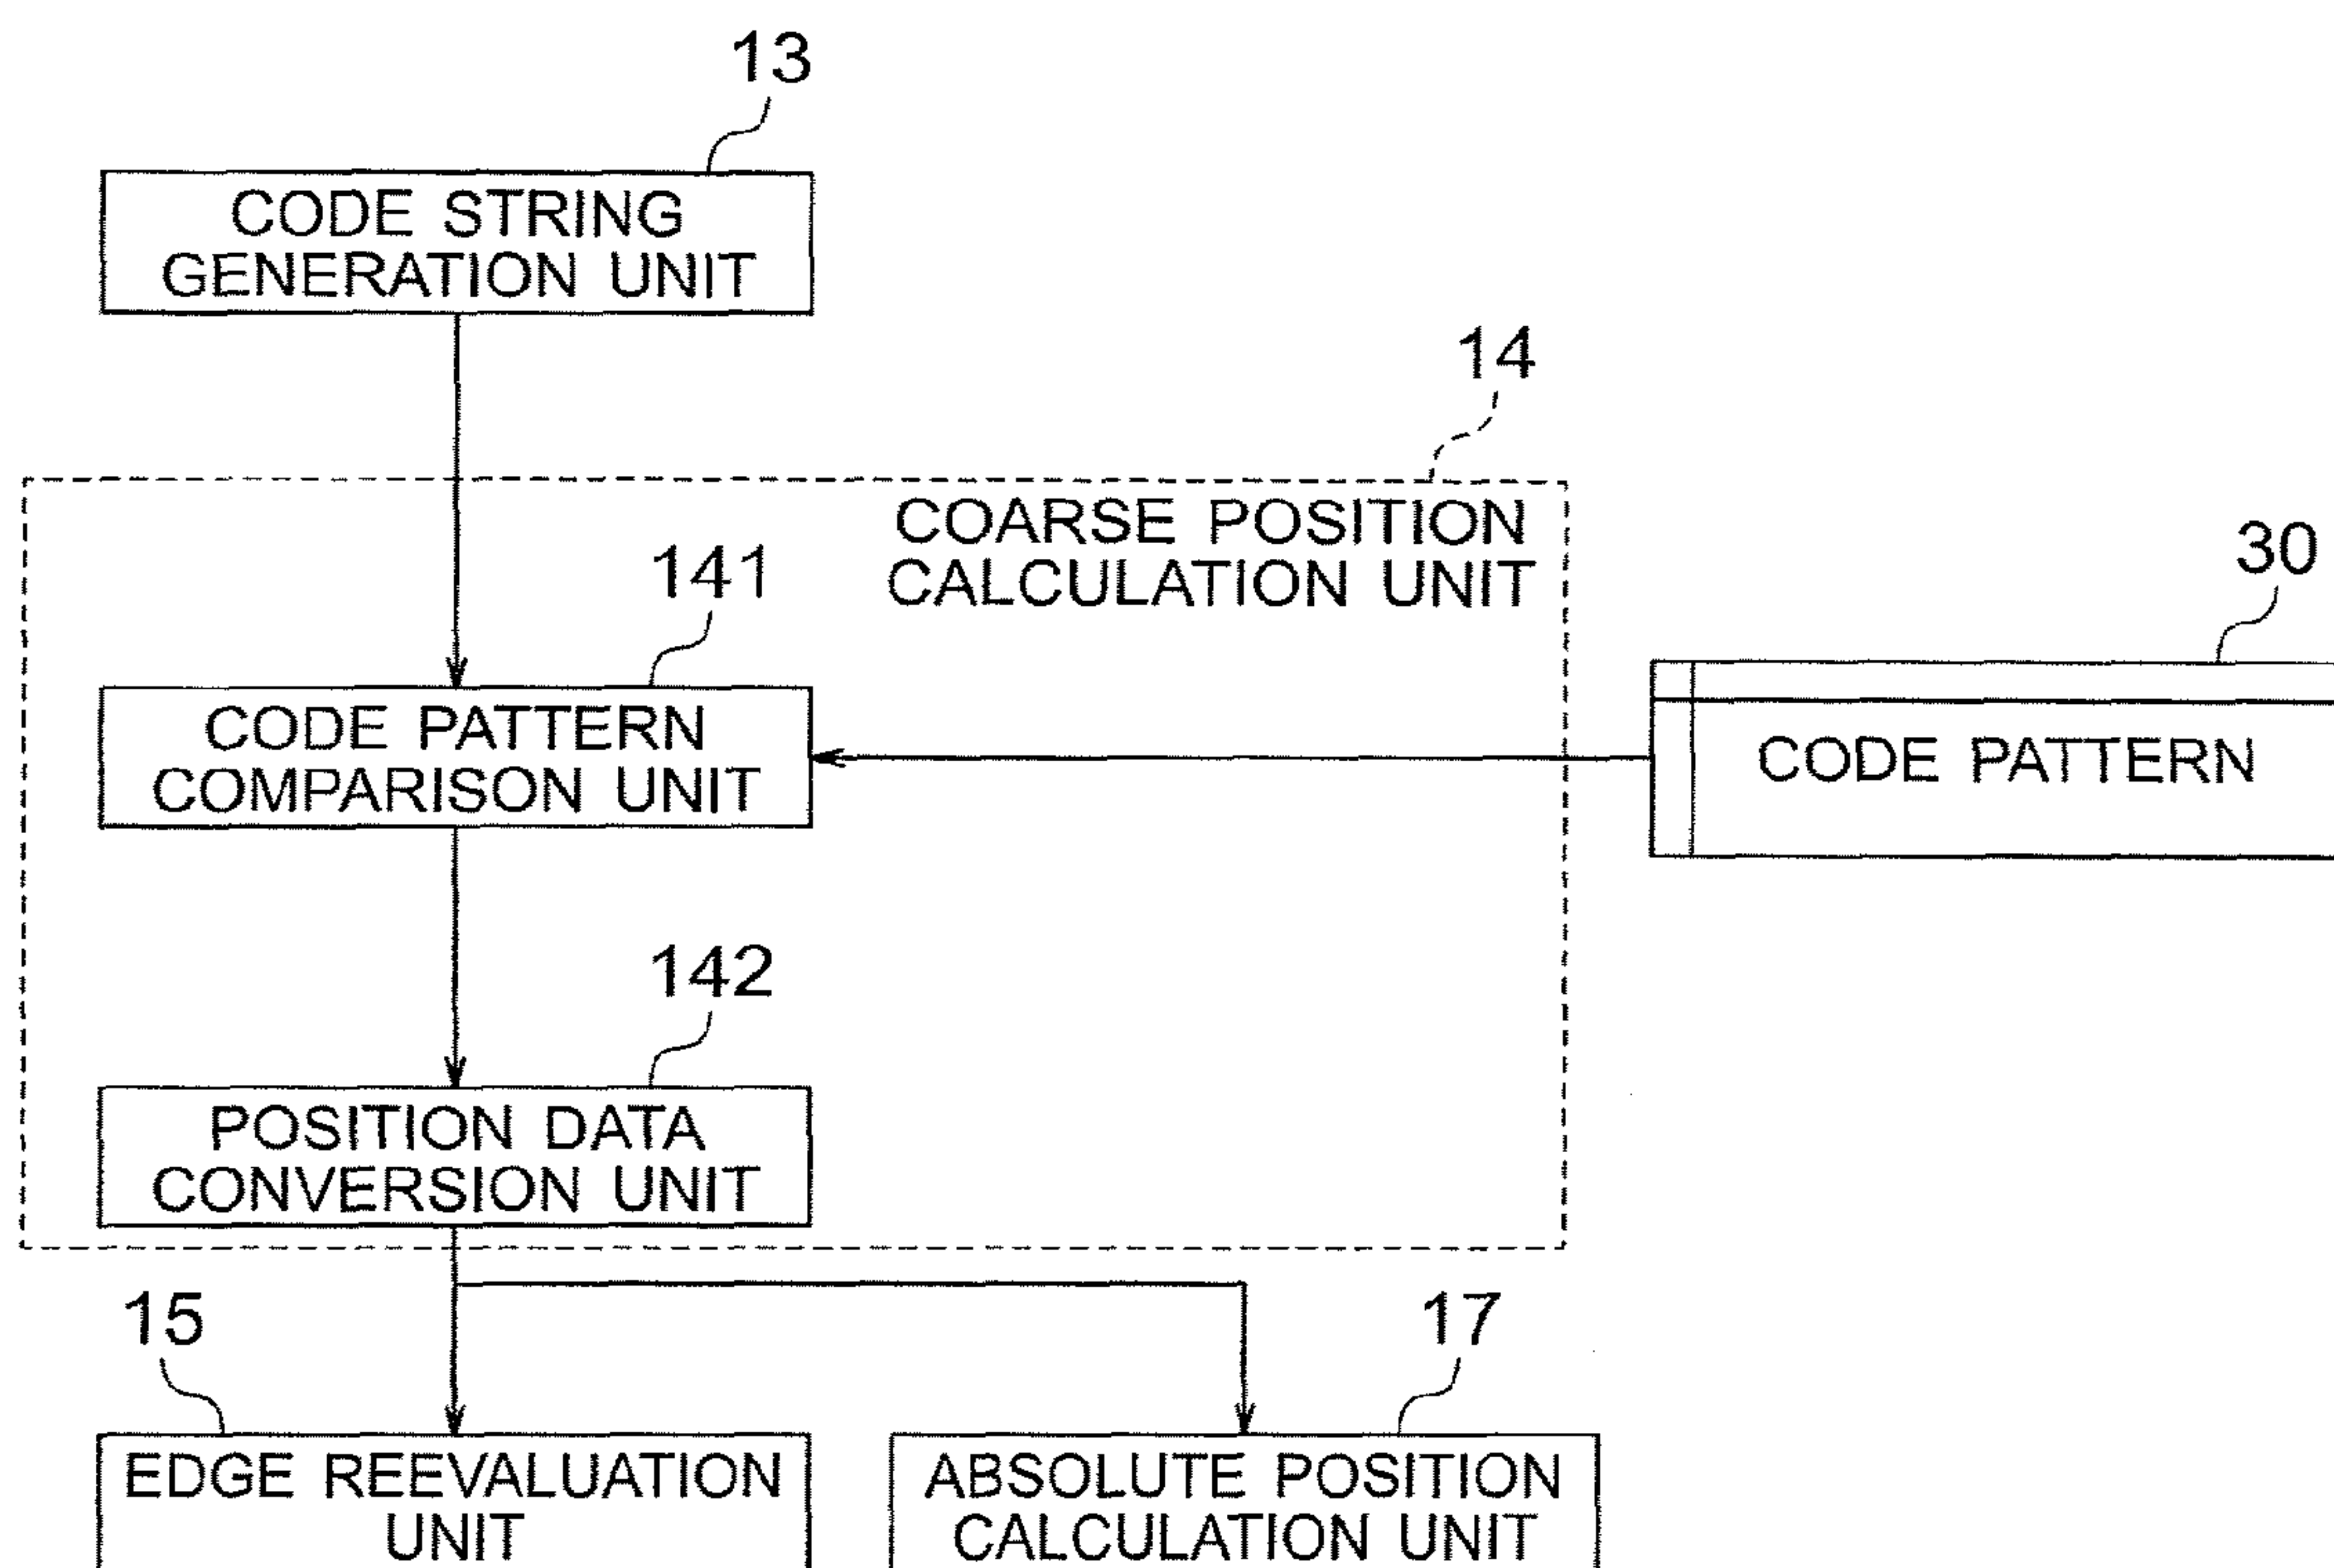 13
CODE STRING
GENERATION UNIT
14
COARSE POSITION
CALCULATION UNIT
141
30
CODE PATTERN
COMPARISON UNIT
CODE PATTERN
142
POSITION DATA
CONVERSION UNIT
15
17
EDGE REEVALUATION
UNIT
ABSOLUTE POSITION
CALCULATION UNIT